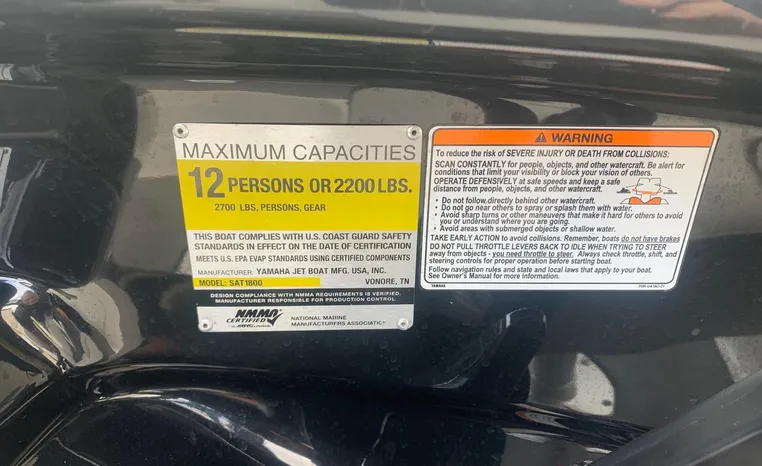 MAXIMUM CAPACITIES
12 PERSONS OR 2200 LBS.
2700 LBS, PERSONS, GEAR
THIS BOAT COMPLIES WITH U.S. COAST GUARD SAFETY
STANDARDS IN EFFECT ON THE DATE OF CERTIFICATION
MEETS U.S. EPA EVAP STANDARDS USING CERTIFIED COMPONENTS
MANUFACTURER: YAMAHA JET BOAT MFG. USA, INC.
MODEL: SAT1800 VONORE, TN
DESIGN COMPLIANCE WITH NMMA REQUIREMENTS IS VERIFIED.
MANUFACTURER RESPONSIBLE FOR PRODUCTION CONTROL.
NMMA
CERTIFIED
NATIONAL MARINE
MANUFACTURERS ASSOCIATION
WARNING
To reduce the risk of SEVERE INJURY OR DEATH FROM COLLISIONS:
SCAN CONSTANTLY for people, objects, and other watercraft. Be alert for
conditions that limit your visibility or block your vision of others.
OPERATE DEFENSIVELY at safe speeds and keep a safe
distance from people, objects, and other watercraft.
• Do not follow directly behind other watercraft.
• Do not go near others to spray or splash them with water.
• Avoid sharp turns or other maneuvers that make it hard for others to avoid
you or understand where you are going.
• Avoid areas with submerged objects or shallow water.
TAKE EARLY ACTION to avoid collisions. Remember, boats do not have brakes
DO NOT PULL THROTTLE LEVERS BACK TO IDLE WHEN TRYING TO STEER
away from objects - you need throttle to steer. Always check throttle, shift, and
steering controls for proper operation before starting boat.
Follow navigation rules and state and local laws that apply to your boat.
See Owner's Manual for more information.
YAMAHA